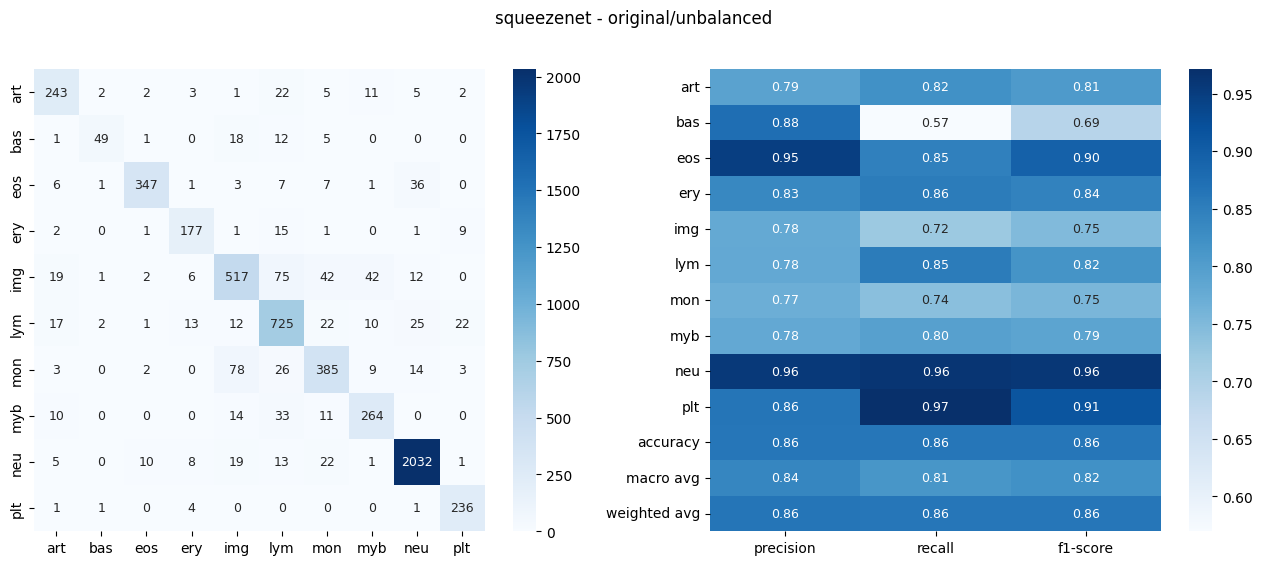 squeezenet - original/unbalanced
art 243 2 2 3 1 22 5 11 5 2
bas 1 49 1 0 18 12 5 0 0 0
eos 6 1 347 1 3 7 7 1 36 0
ery 2 0 1 177 1 15 1 0 1 9
img 19 1 2 6 517 75 42 42 12 0
lym 17 2 1 13 12 725 22 10 25 22
mon 3 0 2 0 78 26 385 9 14 3
myb 10 0 0 0 14 33 11 264 0 0
neu 5 0 10 8 19 13 22 1 2032 1
plt 1 1 0 4 0 0 0 0 1 236
art bas eos ery img lym mon myb neu plt
2000
1750
1500
1250
1000
750
500
250
0
art 0.79 0.82 0.81
bas 0.88 0.57 0.69
eos 0.95 0.85 0.90
ery 0.83 0.86 0.84
img 0.78 0.72 0.75
lym 0.78 0.85 0.82
mon 0.77 0.74 0.75
myb 0.78 0.80 0.79
neu 0.96 0.96 0.96
plt 0.86 0.97 0.91
accuracy 0.86 0.86 0.86
macro avg 0.84 0.81 0.82
weighted avg 0.86 0.86 0.86
precision recall f1-score
0.95
0.90
0.85
0.80
0.75
0.70
0.65
0.60